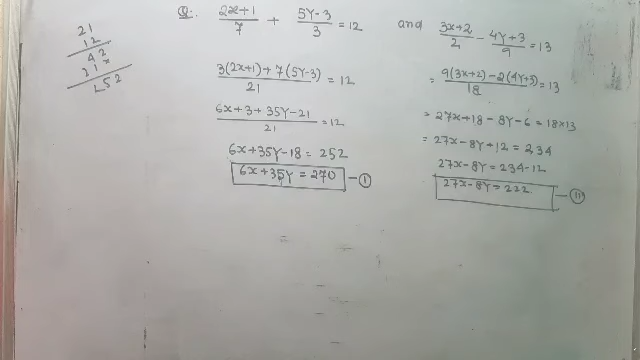 21
12
42
21×
252
Q. (2x+1)/7 + (5Y-3)/3 = 12 and (3x+2)/2 - (4Y+3)/9 = 13
(3(2x+1)+7(5Y-3))/21 = 12
(6x+3+35Y-21)/21 = 12
6x+35Y-18 = 252
6x+35Y = 270 — ①
= (9(3x+2)-2(4Y+3))/18 = 13
= 27x+18-8Y-6 = 18×13
= 27x-8Y+12 = 234
27x-8Y = 234-12
27x-8Y = 222. — ⑪